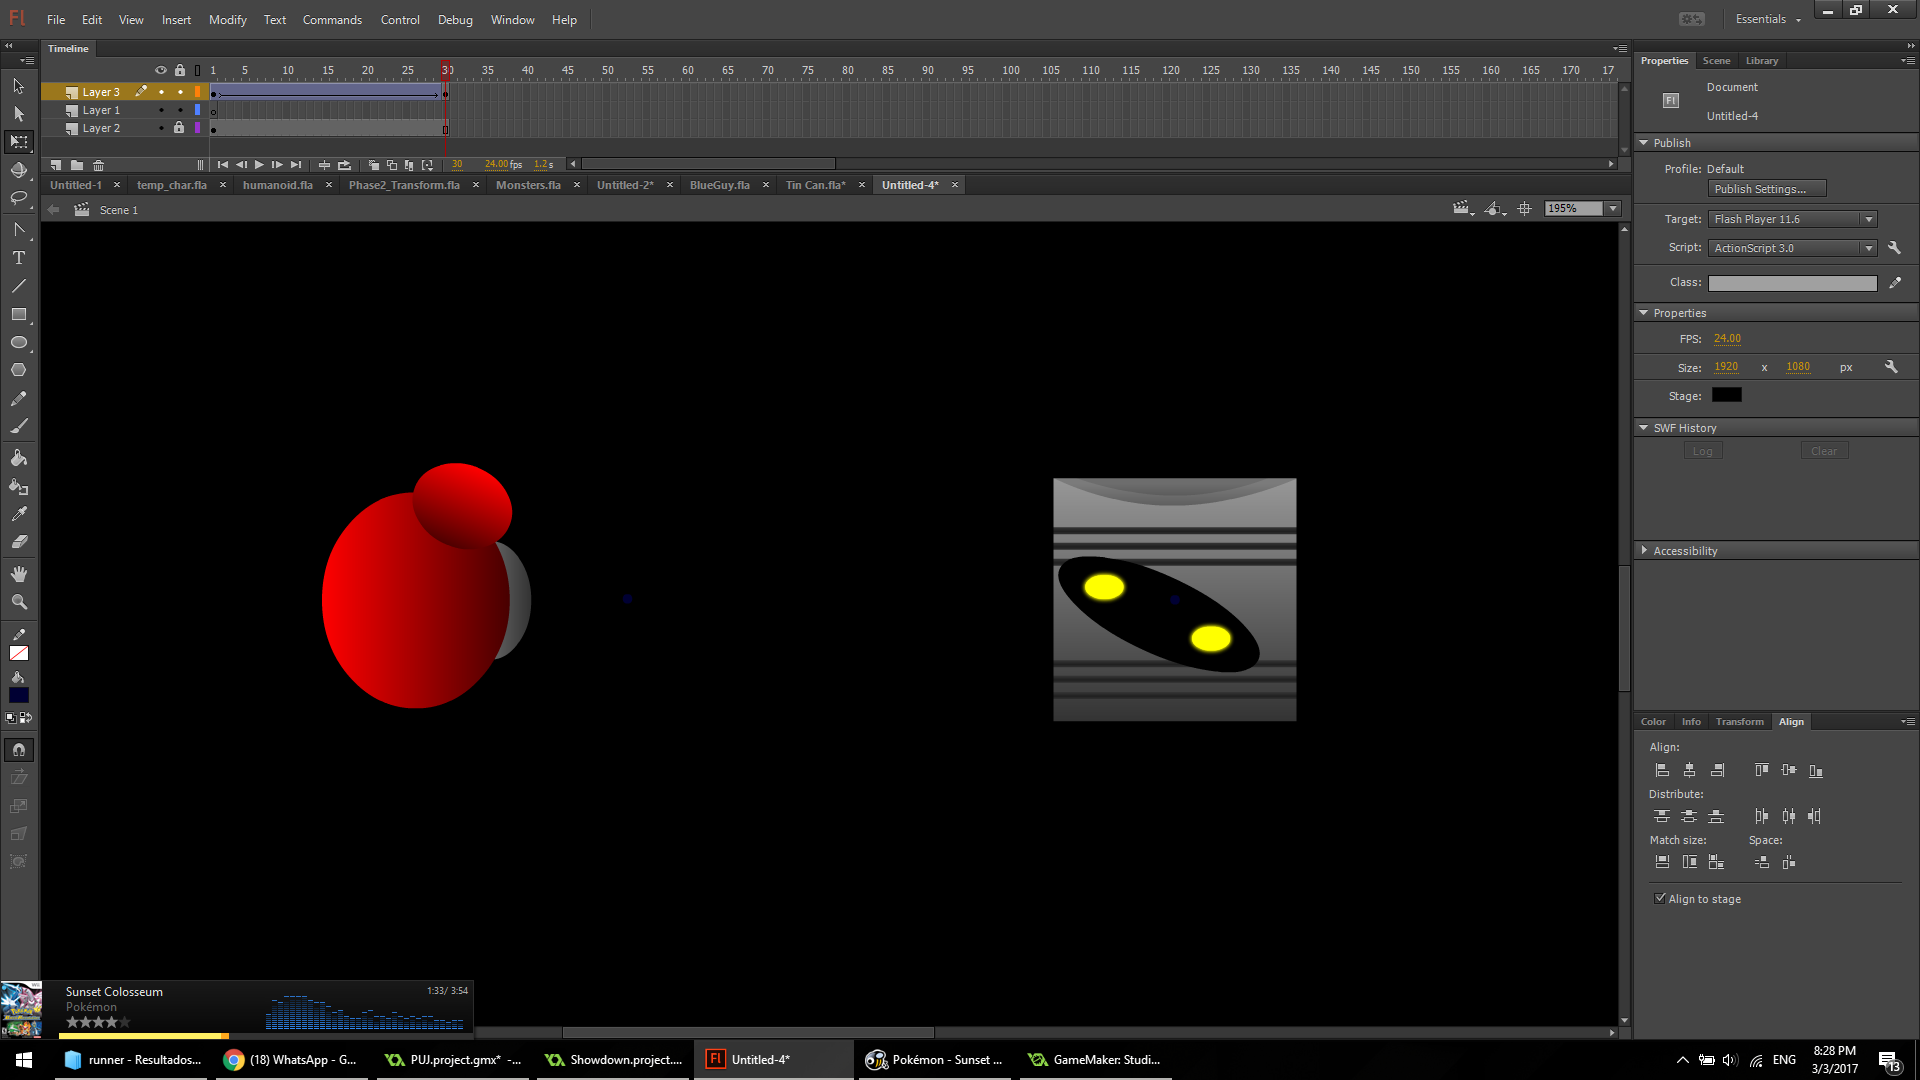 Fl File Edit View Insert Modify Text Commands Control Debug Window Help Essentials
Timeline
1 5 10 15 20 25 30 35 40 45 50 55 60 65 70 75 80 85 90 95 100 105 110 115 120 125 130 135 140 145 150 155 160 165 170 17
Layer 3
Layer 1
Layer 2
30 24.00 fps 1.2 s
Untitled-1 temp_char.fla humanoid.fla Phase2_Transform.fla Monsters.fla Untitled-2* BlueGuy.fla Tin Can.fla* Untitled-4*
Scene 1 195%
Properties Scene Library
Document
Fl
Untitled-4
Publish
Profile: Default
Publish Settings...
Target: Flash Player 11.6
Script: ActionScript 3.0
Class:
Properties
FPS: 24.00
Size: 1920 x 1080 px
Stage:
SWF History
Log Clear
Accessibility
Color Info Transform Align
Align:
Distribute:
Match size: Space:
Align to stage
Sunset Colosseum 1:33/ 3:54
Pokémon
runner - Resultados... (18) WhatsApp - G... PUJ.project.gmx* -... Showdown.project.... Fl Untitled-4* Pokémon - Sunset ... GameMaker: Studi... ENG
8:28 PM
3/3/2017
13